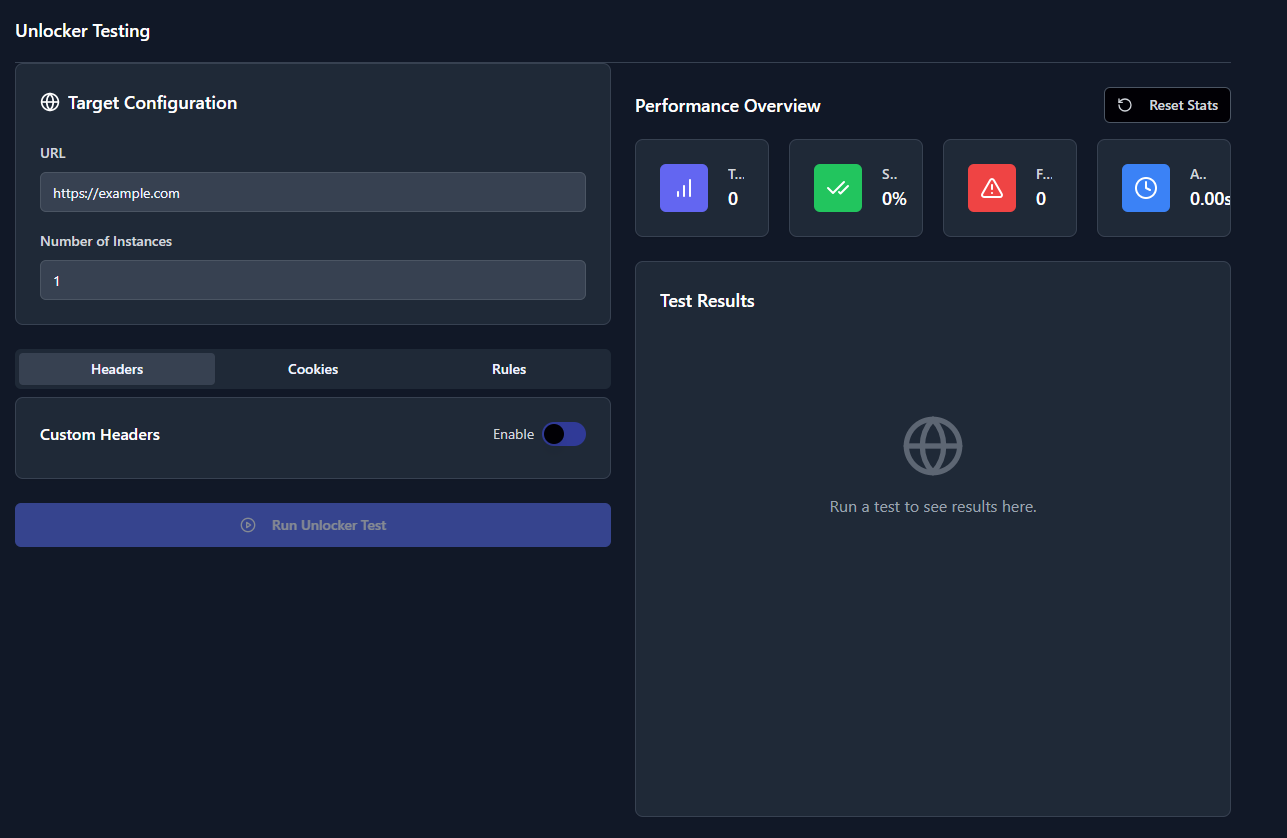 Unlocker Testing
Target Configuration
URL
https://example.com
Number of Instances
1
Headers
Cookies
Rules
Custom Headers
Enable
Run Unlocker Test
Performance Overview
Reset Stats
T...
0
S...
0%
F...
0
A...
0.00s
Test Results
Run a test to see results here.